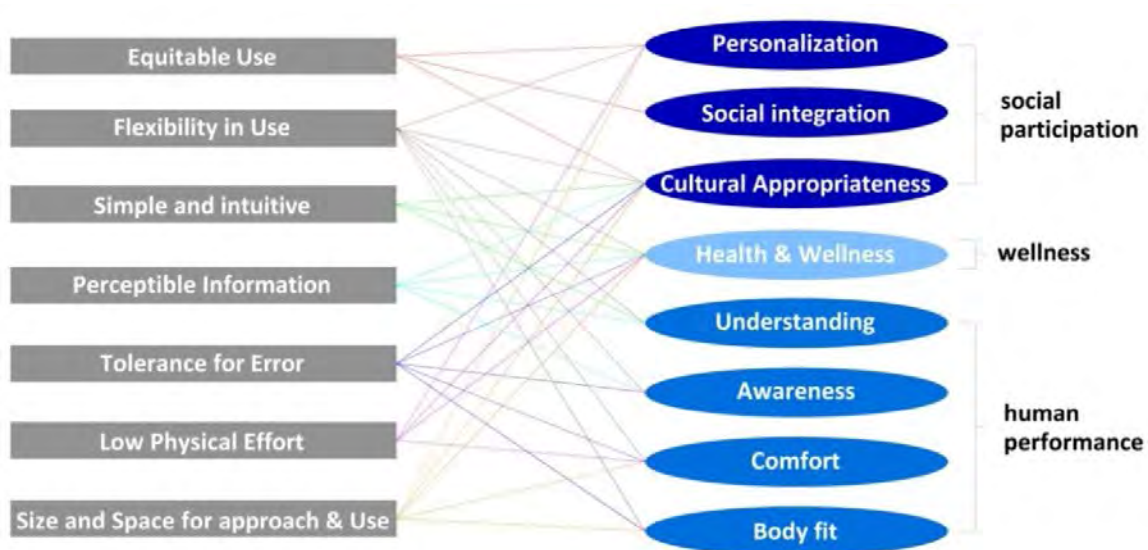 Equitable Use
Flexibility in Use
Simple and intuitive
Perceptible Information
Tolerance for Error
Low Physical Effort
Size and Space for approach & Use
Personalization
Social integration
Cultural Appropriateness
Health & Wellness
Understanding
Awareness
Comfort
Body fit
social
participation
wellness
human
performance